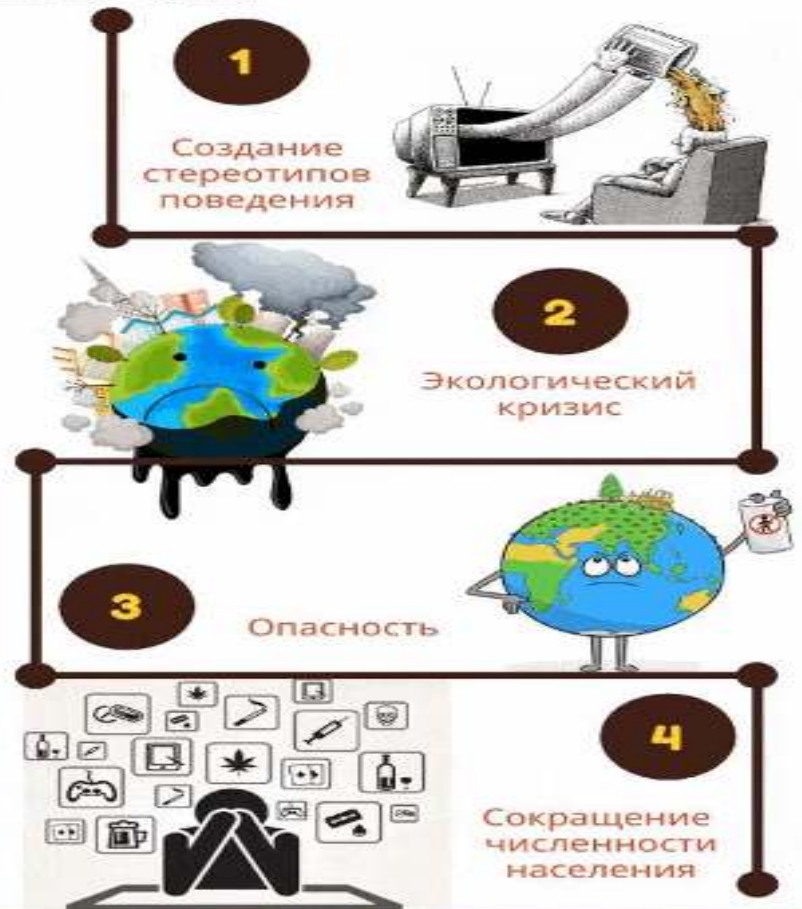 1
Создание
стереотипов
поведения
2
Экологический
кризис
3
Опасность
4
Сокращение
численности
населения